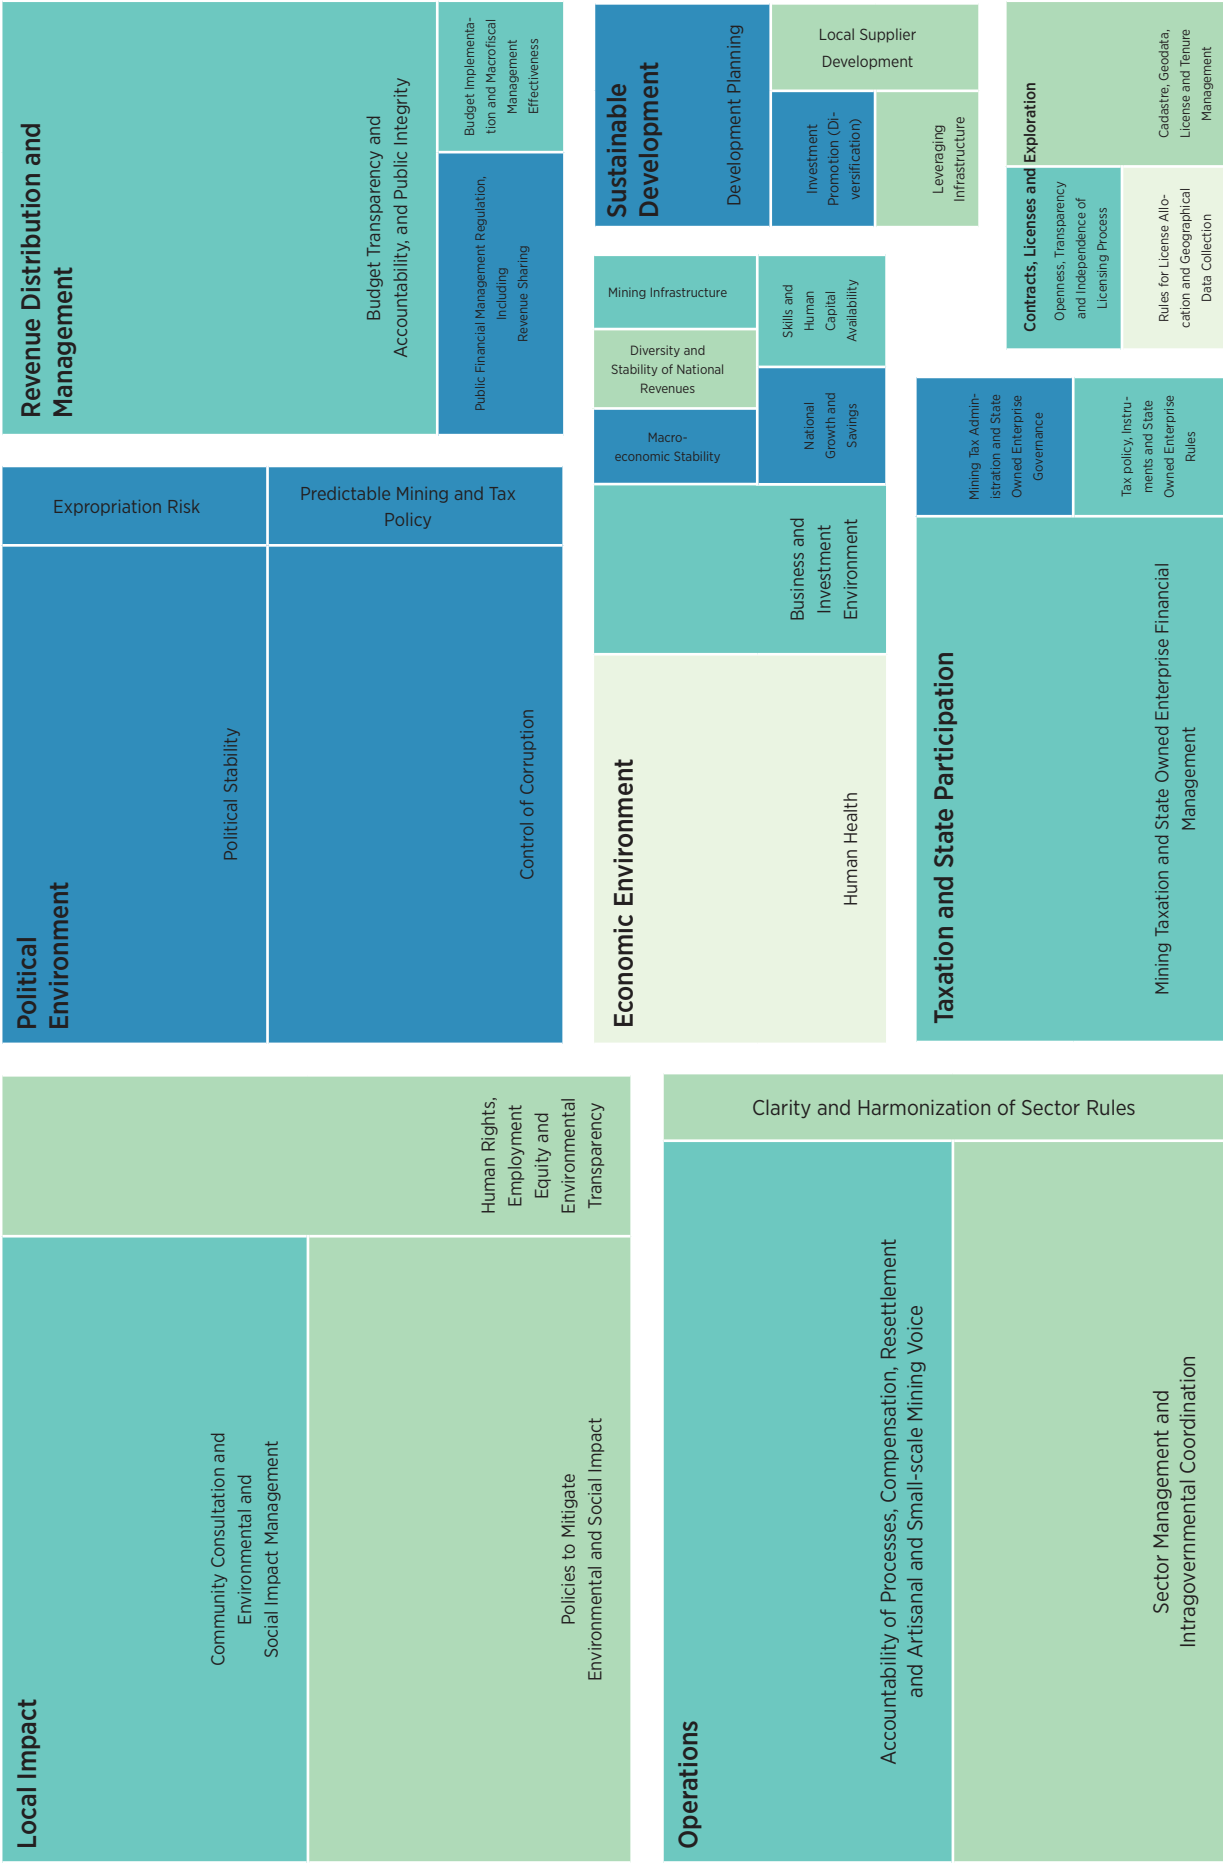 Local Impact
Community Consultation and
Environmental and
Social Impact Management
Policies to Mitigate
Environmental and Social Impact
Human Rights,
Employment
Equity and
Environmental
Transparency
Political
Environment
Political Stability
Control of Corruption
Expropriation Risk
Predictable Mining and Tax
Policy
Revenue Distribution and
Management
Budget Transparency and
Accountability, and Public Integrity
Public Financial Management Regulation,
Including
Revenue Sharing
Budget Implementa-
tion and Macrofiscal
Management
Effectiveness
Operations
Accountability of Processes, Compensation, Resettlement
and Artisanal and Small-scale Mining Voice
Sector Management and
Intragovernmental Coordination
Clarity and Harmonization of Sector Rules
Economic Environment
Human Health
Business and
Investment
Environment
Macro-
economic Stability
Diversity and
Stability of National
Revenues
Mining Infrastructure
National
Growth and
Savings
Skills and
Human
Capital
Availability
Sustainable
Development
Development Planning
Investment
Promotion (Di-
versification)
Local Supplier
Development
Leveraging
Infrastructure
Taxation and State Participation
Mining Taxation and State Owned Enterprise Financial
Management
Mining Tax Admin-
istration and State
Owned Enterprise
Governance
Tax policy, Instru-
ments and State
Owned Enterprise
Rules
Contracts, Licenses and Exploration
Openness, Transparency
and Independence of
Licensing Process
Rules for License Allo-
cation and Geographical
Data Collection
Cadastre, Geodata,
License and Tenure
Management